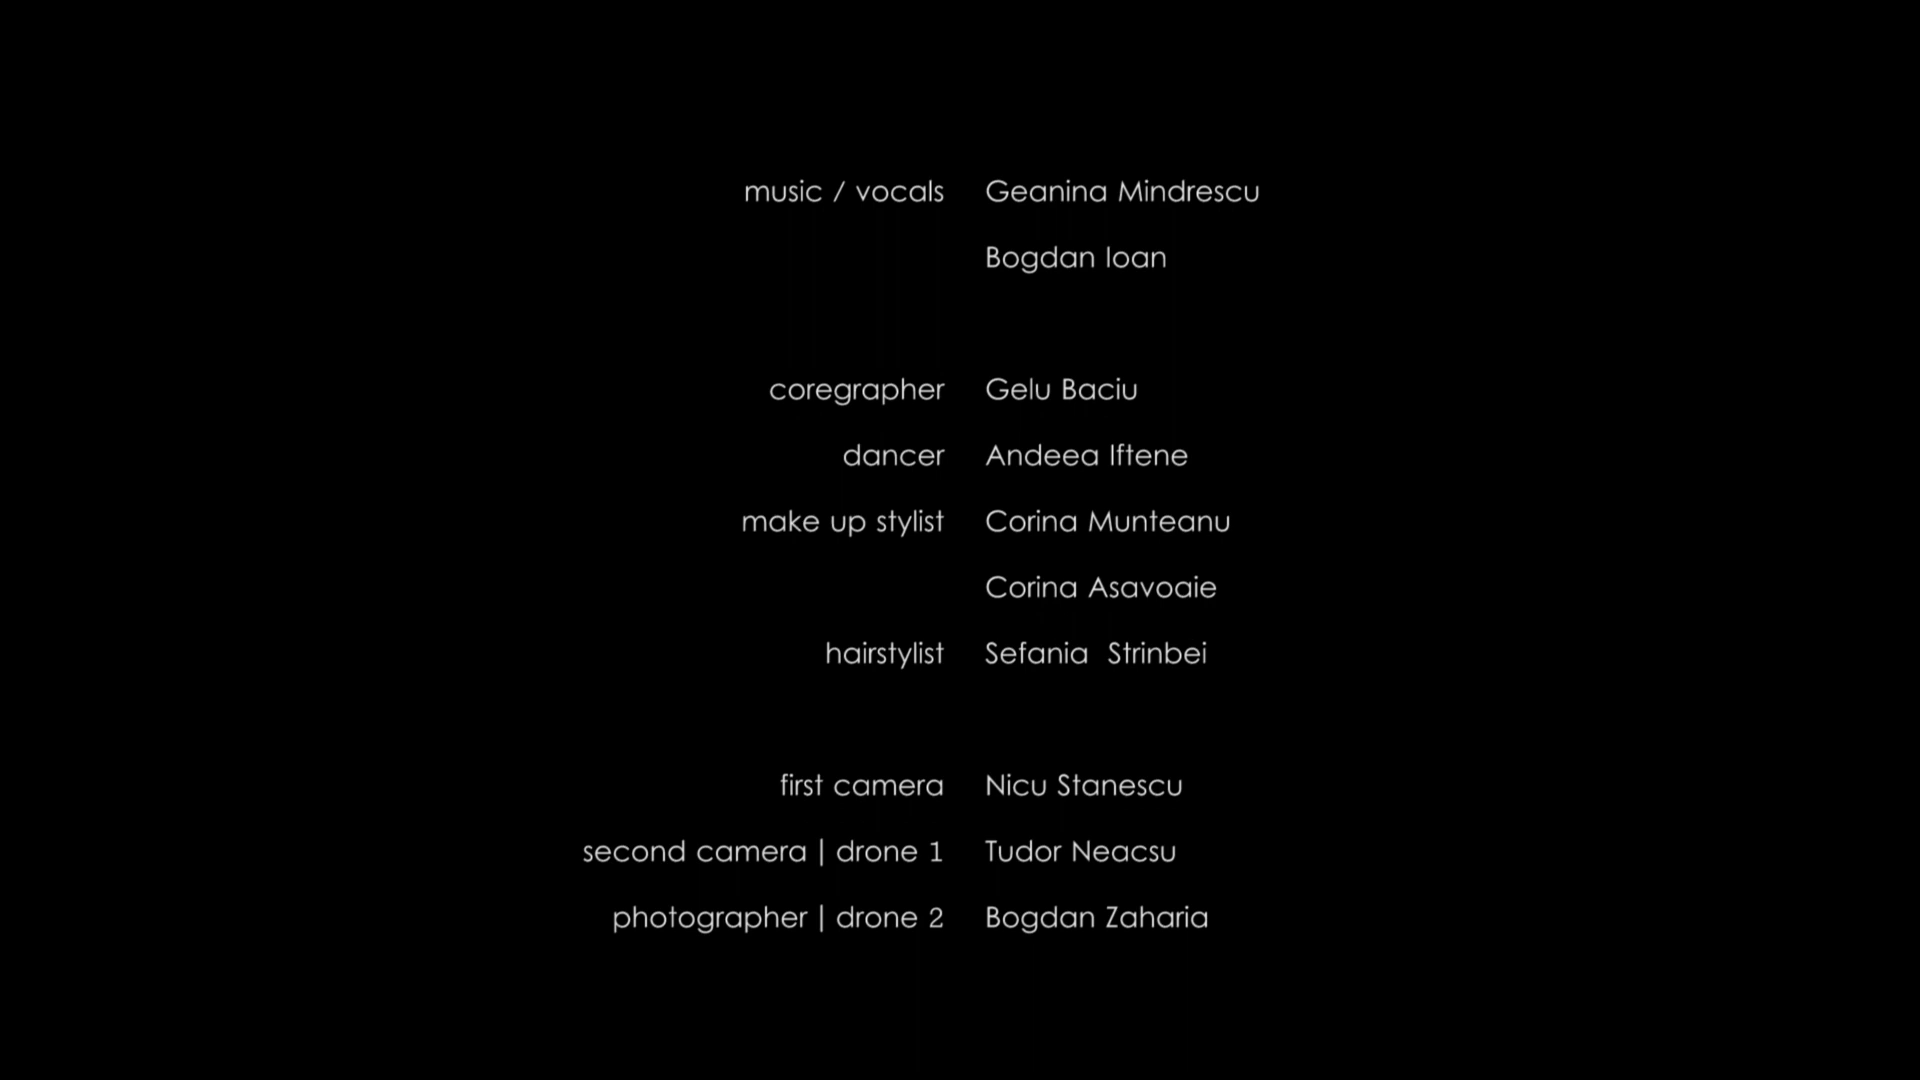 music / vocals Geanina Mindrescu
Bogdan Ioan
coregrapher Gelu Baciu
dancer Andeea Iftene
make up stylist Corina Munteanu
Corina Asavoaie
hairstylist Sefania  Strinbei
first camera Nicu Stanescu
second camera | drone 1 Tudor Neacsu
photographer | drone 2 Bogdan Zaharia